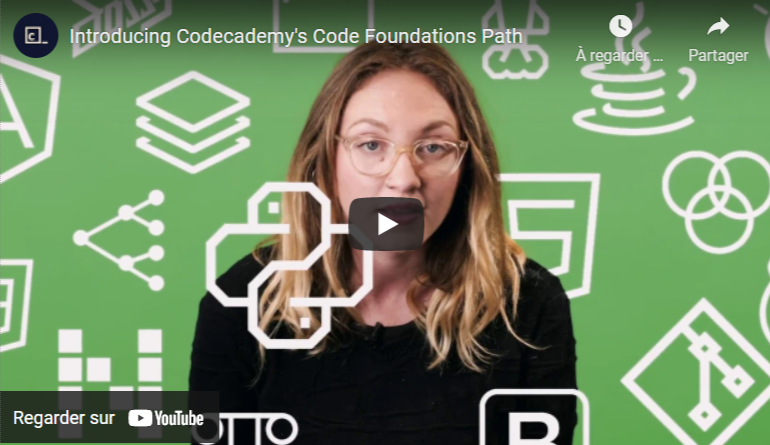 Introducing Codecademy's Code Foundations Path
À regarder ...
Partager
Regarder sur YouTube
B